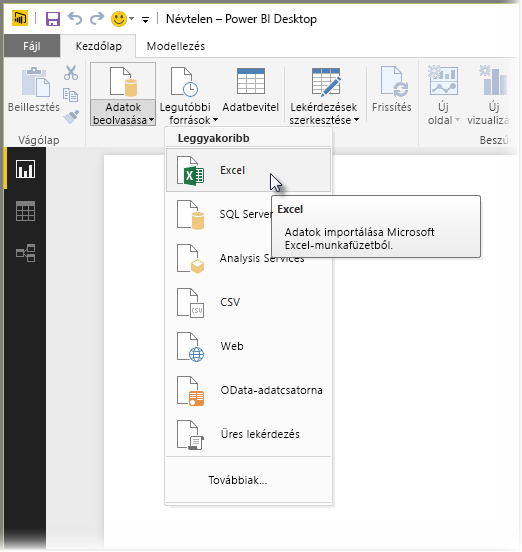 Névtelen – Power BI Desktop
Fájl Kezdőlap Modellezés
Beillesztés
Adatok
beolvasása
Legutóbbi
források
Adatbevitel
Lekérdezések
szerkesztése
Frissítés
Új
oldal
Új
Vágólap
Leggyakoribb
Excel
SQL Server
Excel
Adatok importálása Microsoft
Excel-munkafüzetből.
Analysis Services
CSV
CSV
Web
OData-adatcsatorna
Üres lekérdezés
Továbbiak...